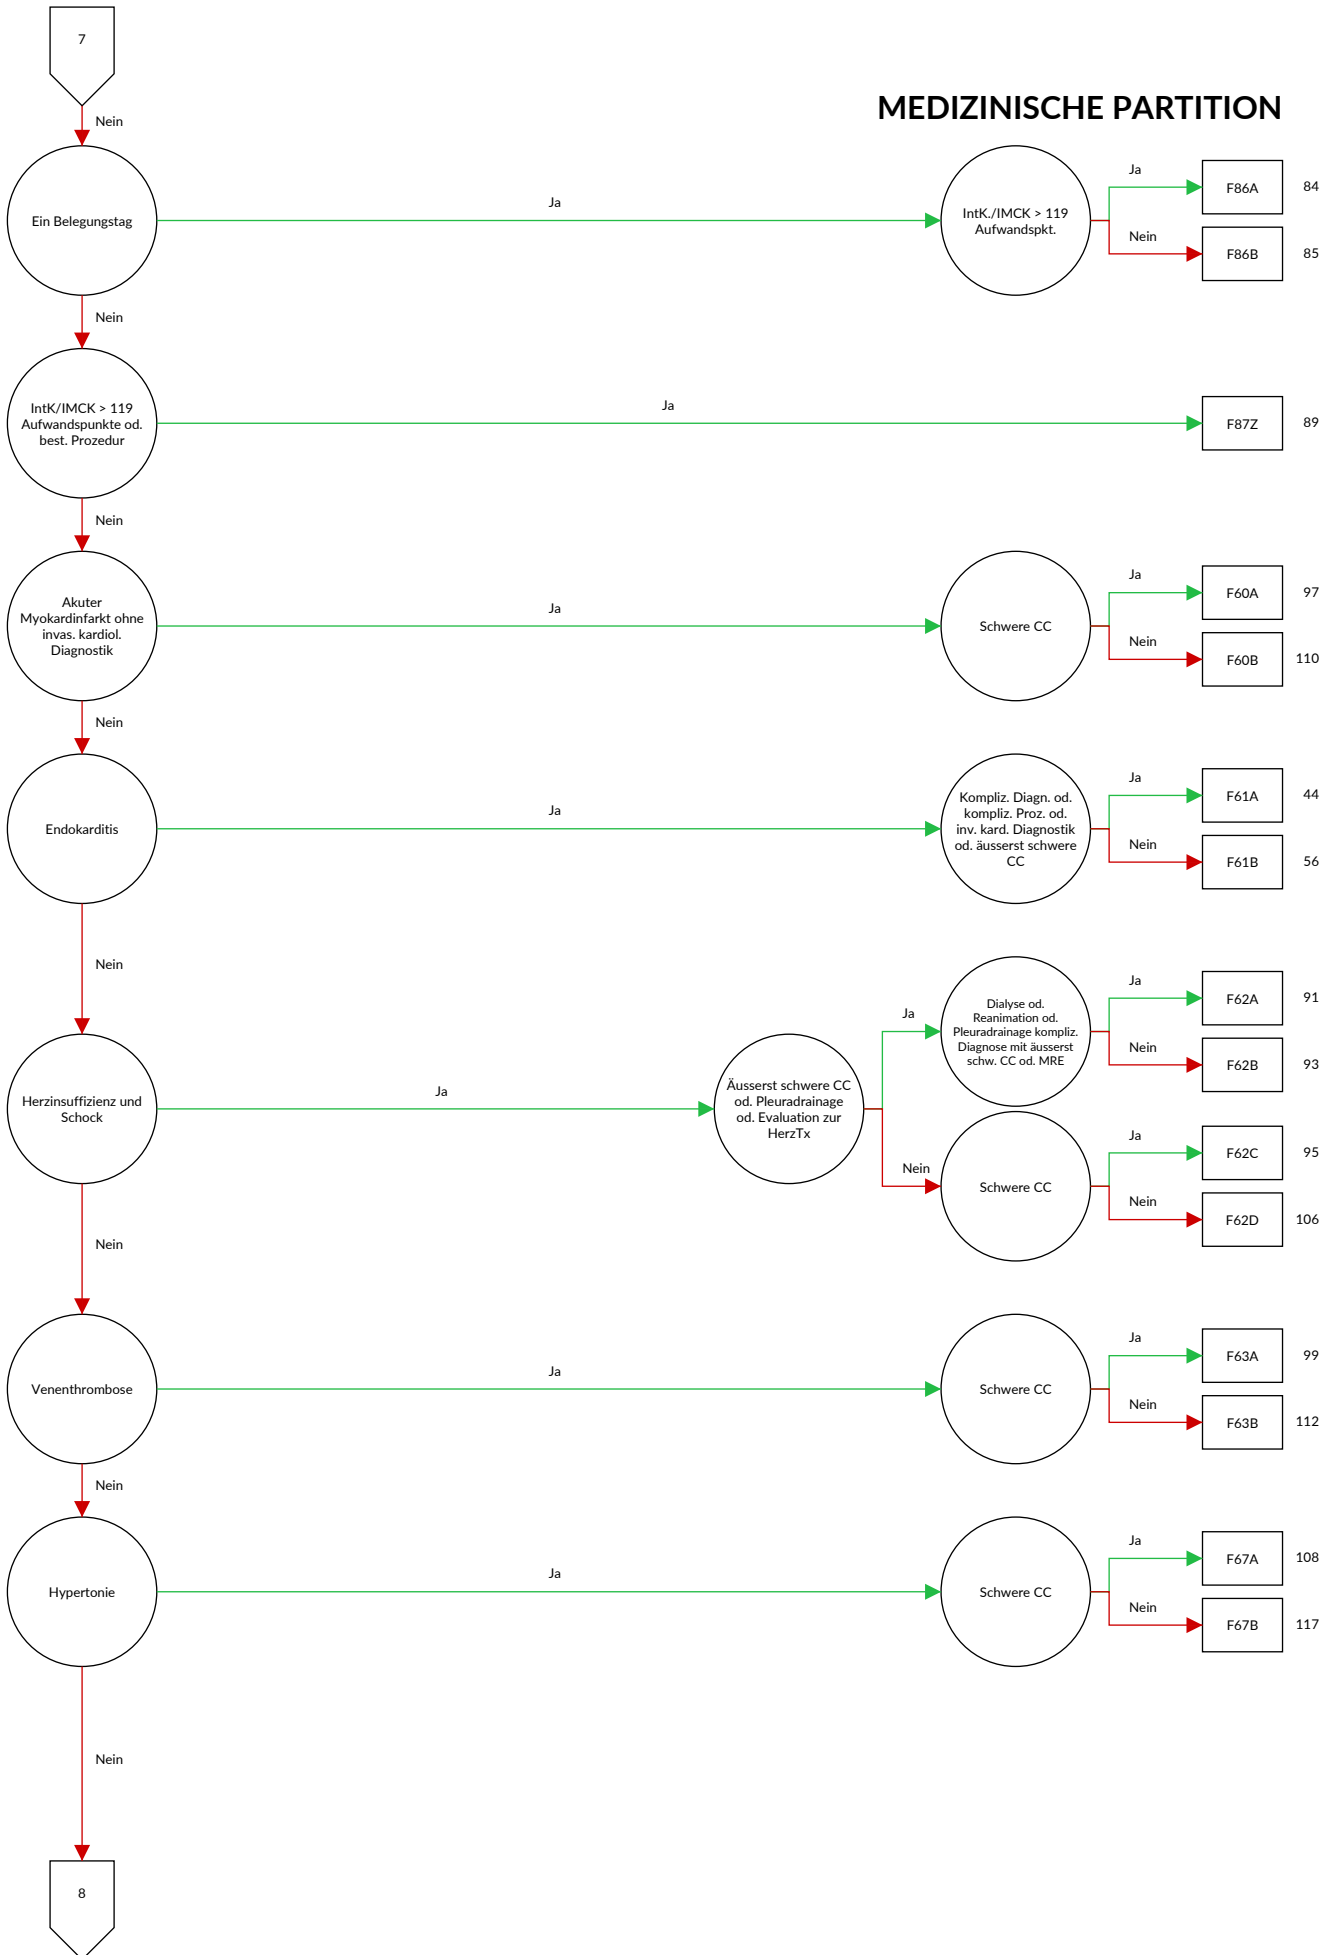 7
Nein
MEDIZINISCHE PARTITION
Ein Belegungstag
Ja
IntK./IMCK > 119
Aufwandspkt.
Ja
F86A
84
Nein
F86B
85
Nein
IntK/IMCK > 119
Aufwandspunkte od.
best. Prozedur
Ja
F87Z
89
Nein
Akuter
Myokardinfarkt ohne
invas. kardiol.
Diagnostik
Ja
Schwere CC
Ja
F60A
97
Nein
F60B
110
Nein
Endokarditis
Ja
Kompliz. Diagn. od.
kompliz. Proz. od.
inv. kard. Diagnostik
od. äusserst schwere
CC
Ja
F61A
44
Nein
F61B
56
Nein
Herzinsuffizienz und
Schock
Ja
Äusserst schwere CC
od. Pleuradrainage
od. Evaluation zur
HerzTx
Ja
Dialyse od.
Reanimation od.
Pleuradrainage kompliz.
Diagnose mit äusserst
schw. CC od. MRE
Ja
F62A
91
Nein
F62B
93
Nein
Schwere CC
Ja
F62C
95
Nein
F62D
106
Nein
Venenthrombose
Ja
Schwere CC
Ja
F63A
99
Nein
F63B
112
Nein
Hypertonie
Ja
Schwere CC
Ja
F67A
108
Nein
F67B
117
Nein
8